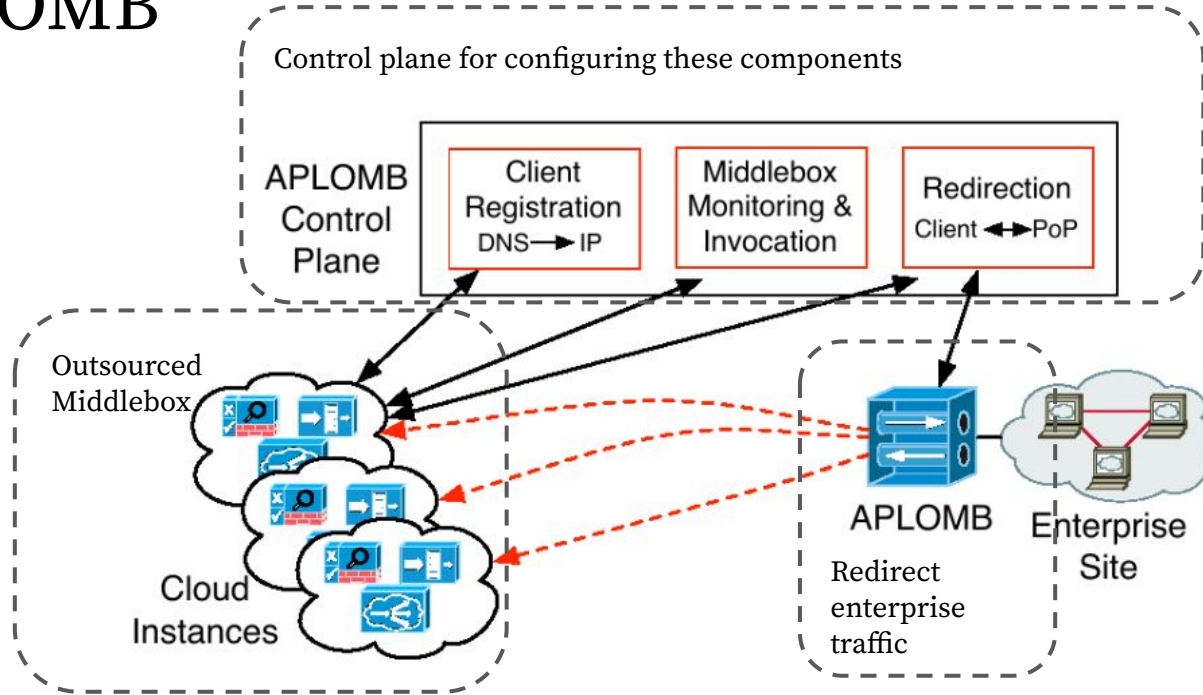 OMB
Control plane for configuring these components
APLOMB
Control
Plane
Client
Registration
DNS IP
Middlebox
Monitoring &
Invocation
Redirection
Client PoP
Outsourced
Middlebox
Cloud
Instances
APLOMB
Enterprise
Site
Redirect
enterprise
traffic